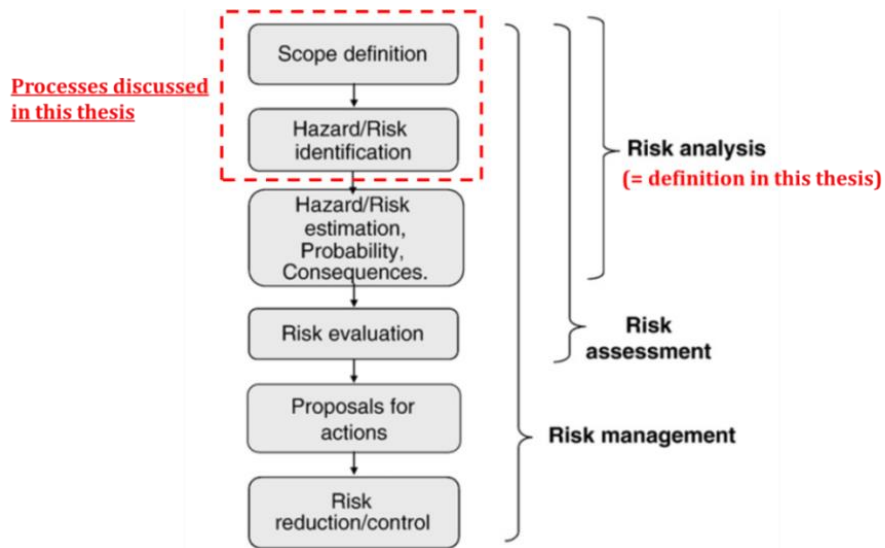 Scope definition
Processes discussed
in this thesis
Hazard/Risk
identification
Risk analysis
(= definition in this thesis)
Hazard/Risk
estimation,
Probability,
Consequences.
Risk evaluation
Risk
assessment
Proposals for
actions
Risk management
Risk
reduction/control